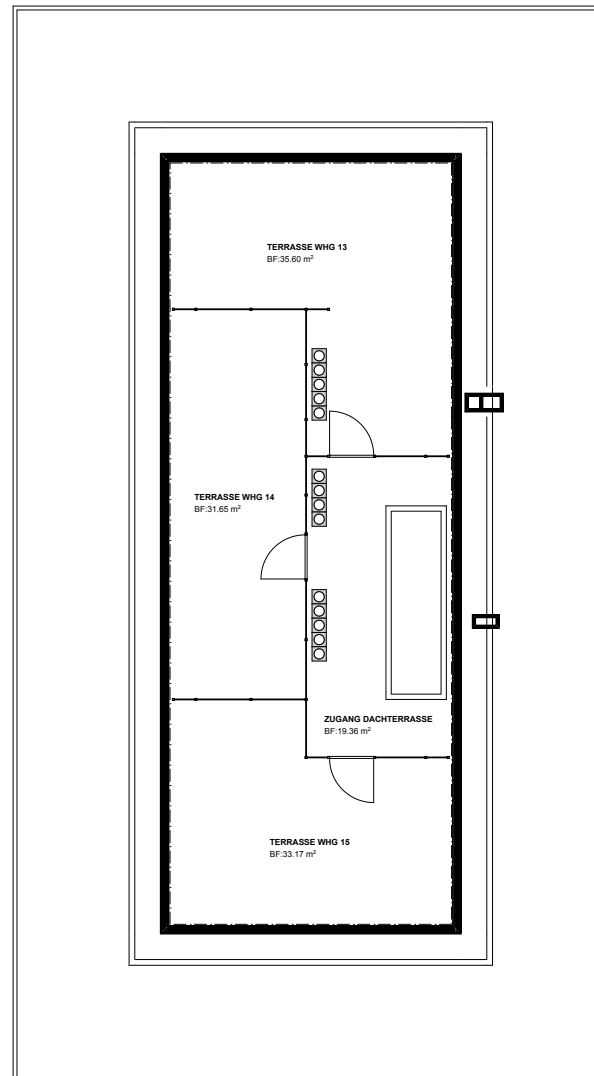 TERRASSE WHG 13
BF:35.60 m²
TERRASSE WHG 14
BF:31.65 m²
ZUGANG DACHTERRASSE
BF:19.36 m²
TERRASSE WHG 15
BF:33.17 m²